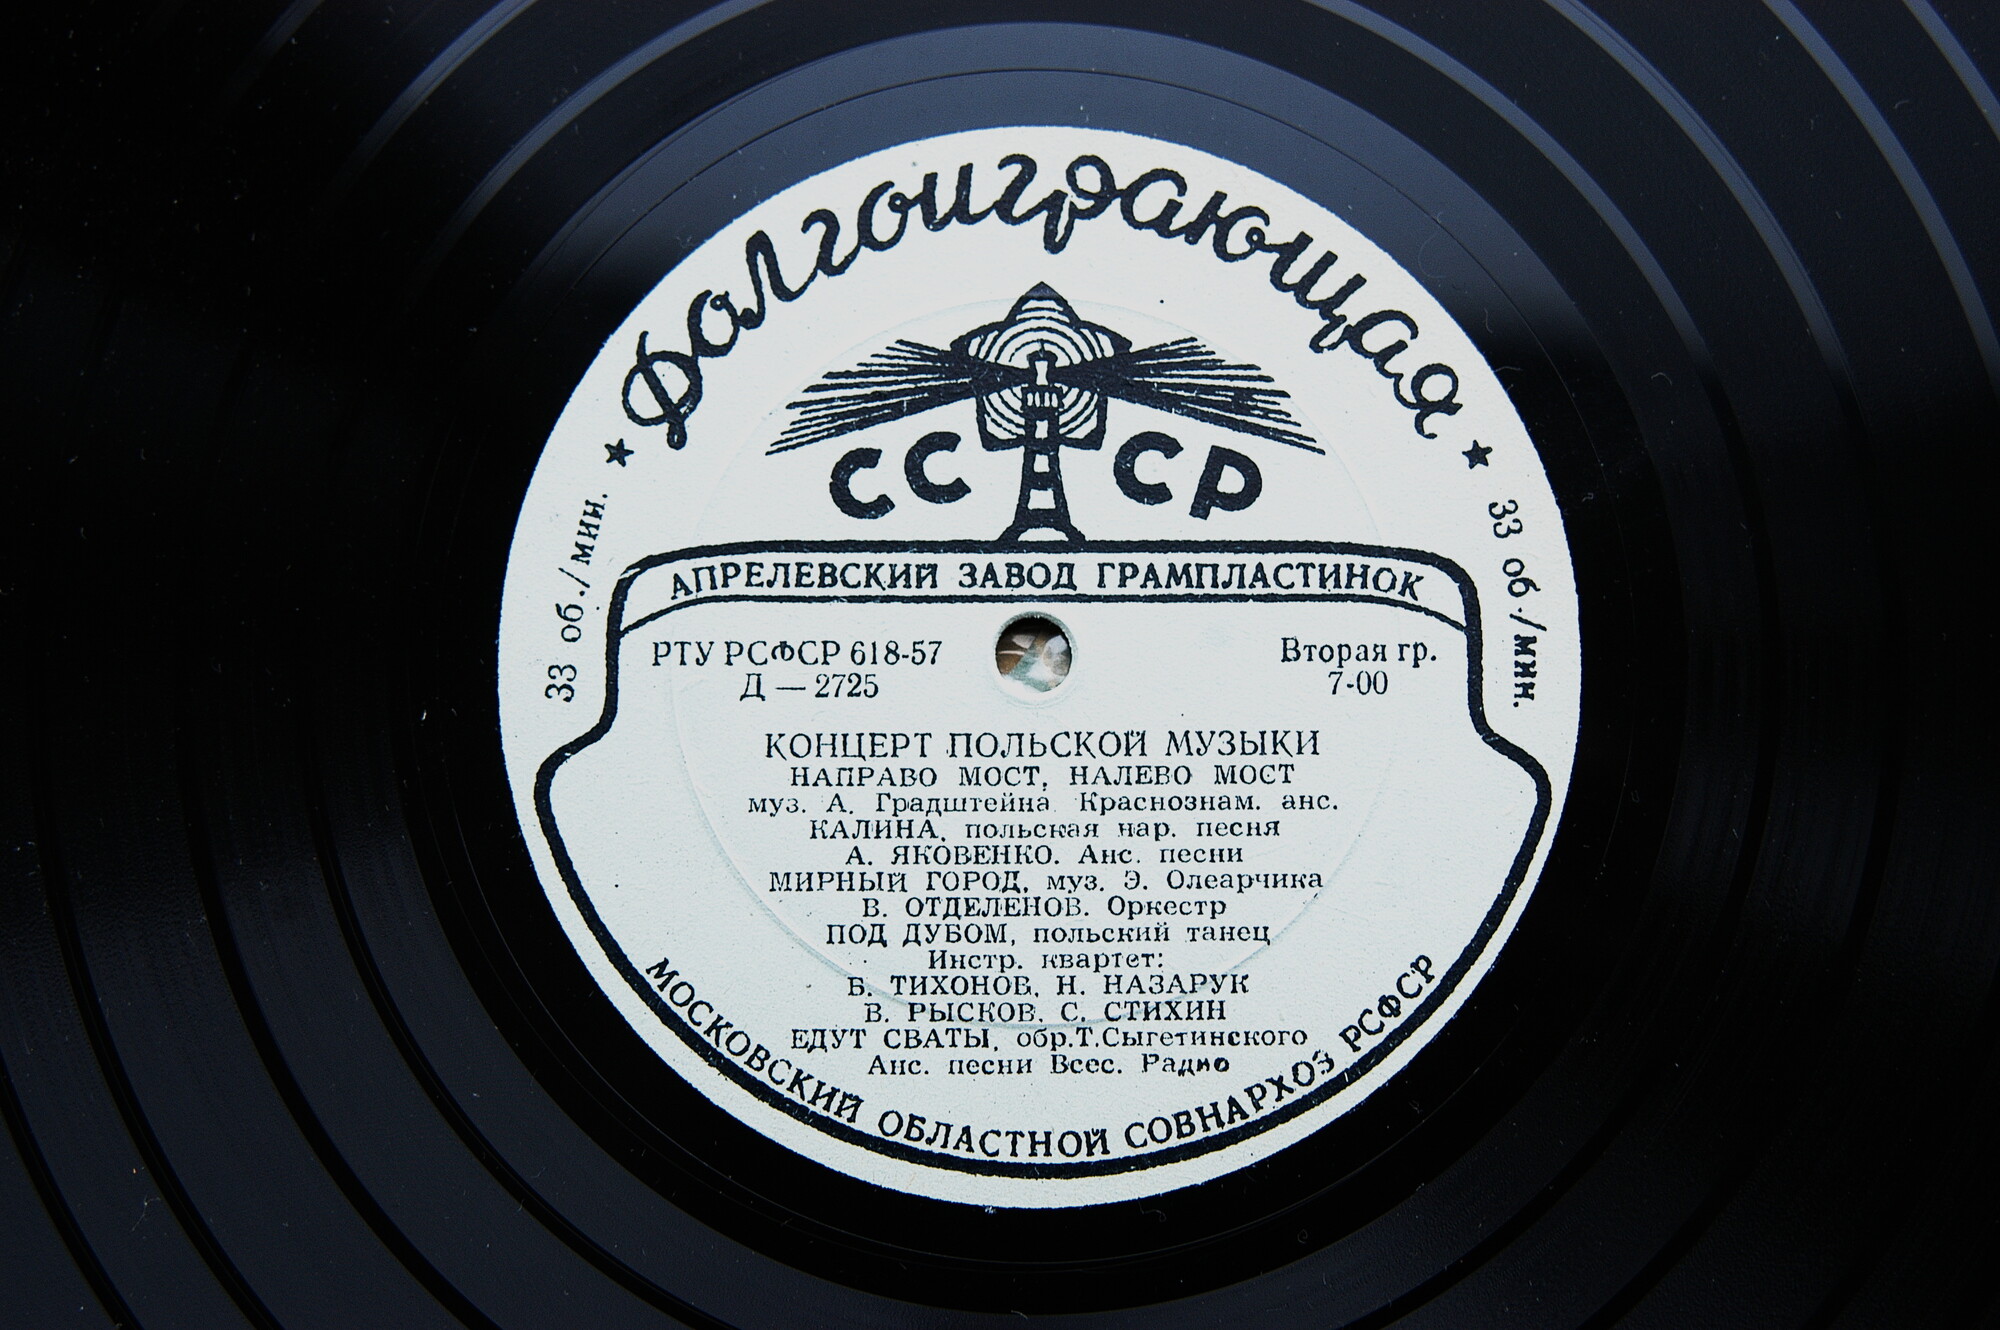 Долгоиграющая
СССР
33 об./мин.
33 об./мин.
АПРЕЛЕВСКИЙ ЗАВОД ГРАМПЛАСТИНОК
РТУ РСФСР 618-57
Д — 2725
Вторая гр.
7-00
КОНЦЕРТ ПОЛЬСКОЙ МУЗЫКИ
НАПРАВО МОСТ, НАЛЕВО МОСТ
муз. А. Градштейна Краснознам. анс.
КАЛИНА, польская нар. песня
А. ЯКОВЕНКО. Анс. песни
МИРНЫЙ ГОРОД, муз. Э. Олеарчика
В. ОТДЕЛЕНОВ. Оркестр
ПОД ДУБОМ, польский танец
Инстр. квартет:
Б. ТИХОНОВ, Н. НАЗАРУК
В. РЫСКОВ, С. СТИХИН
ЕДУТ СВАТЫ, обр.Т.Сыгетинского
Анс. песни Всес. Радио
МОСКОВСКИЙ ОБЛАСТНОЙ СОВНАРХОЗ РСФСР